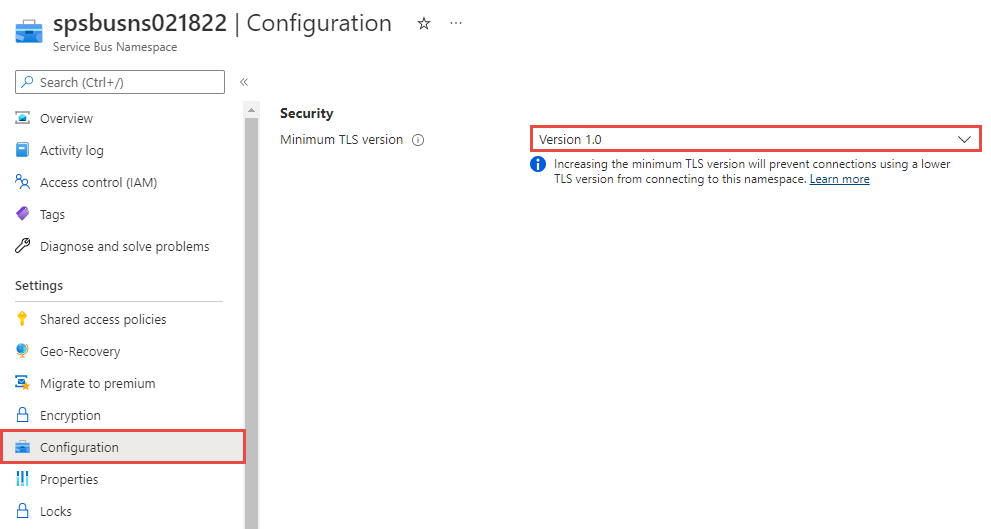 spsbusns021822 | Configuration ☆ ···
Service Bus Namespace
Search (Ctrl+/) «
Overview
Activity log
Access control (IAM)
Tags
Diagnose and solve problems
Settings
Shared access policies
Geo-Recovery
Migrate to premium
Encryption
Configuration
Properties
Locks
Security
Minimum TLS version
Version 1.0
Increasing the minimum TLS version will prevent connections using a lower
TLS version from connecting to this namespace. Learn more